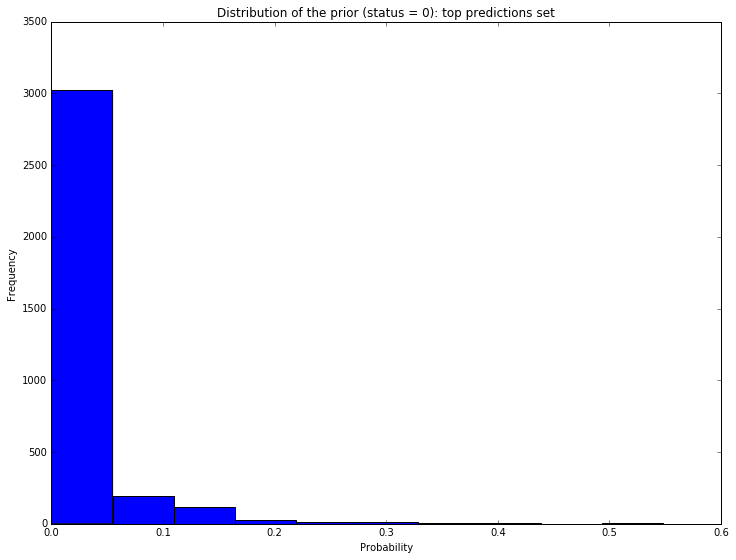 Distribution of the prior (status = 0): top predictions set
3500
3000
2500
2000
1500
1000
500
0
Frequency
0.0 0.1 0.2 0.3 0.4 0.5 0.6
Probability